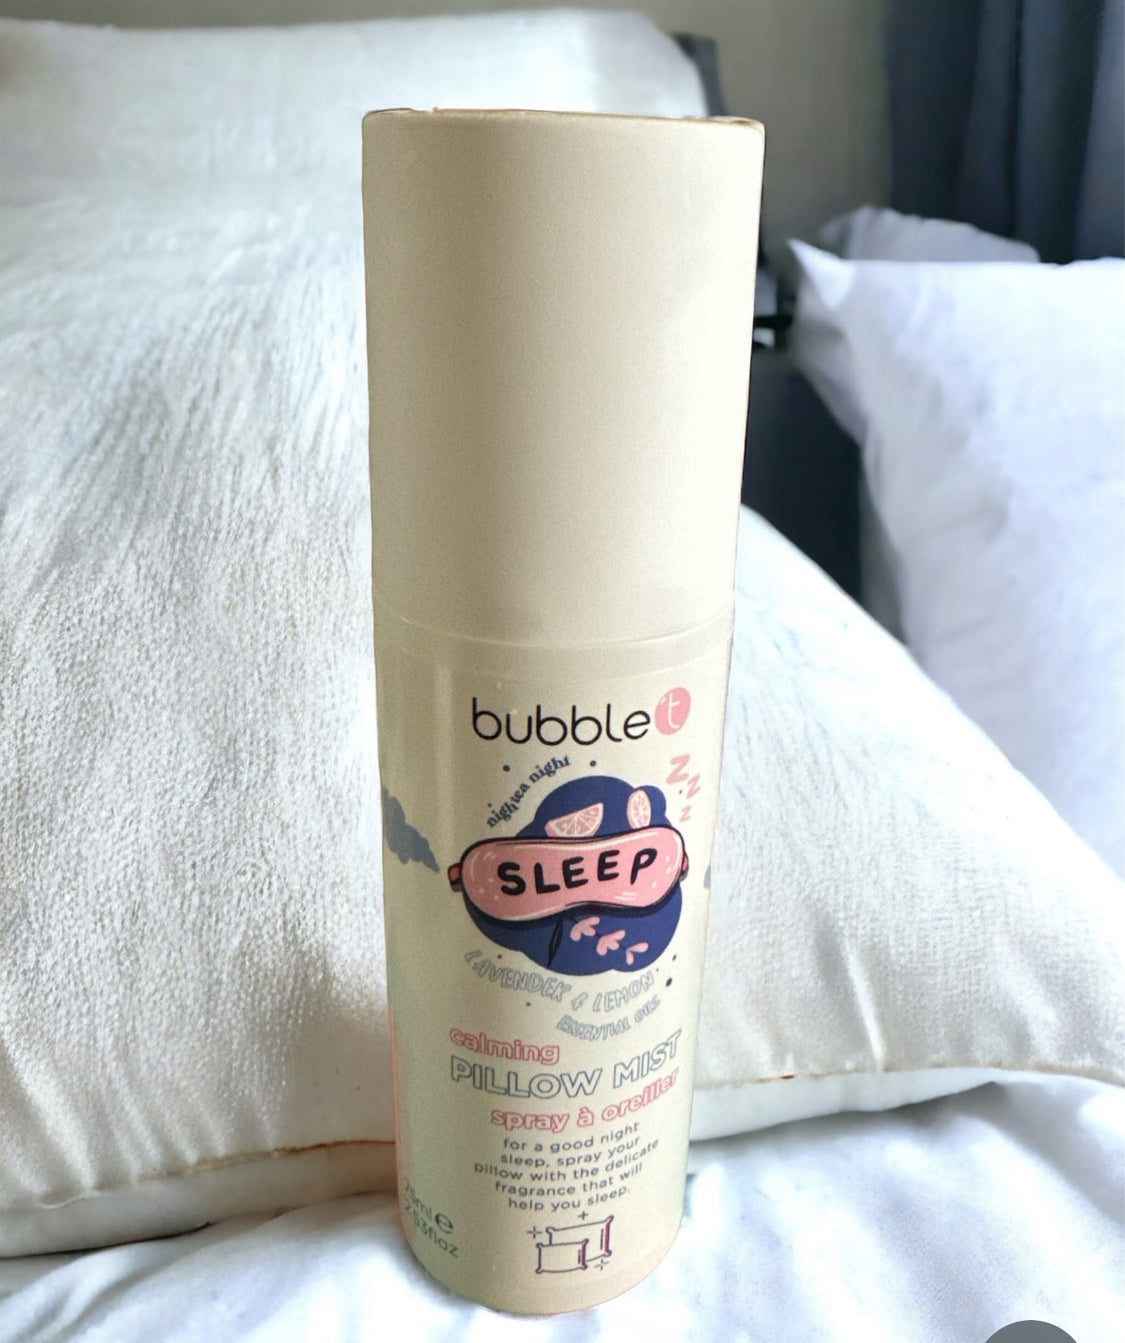 bubble t
nightea night
z
z
z
SLEEP
LAVENDER & LEMON
ESSENTIAL OILS
calming
PILLOW MIST
spray à oreiller
for a good night
sleep, spray your
pillow with the delicate
fragrance that will
help you sleep.
75ml e
2.53floz